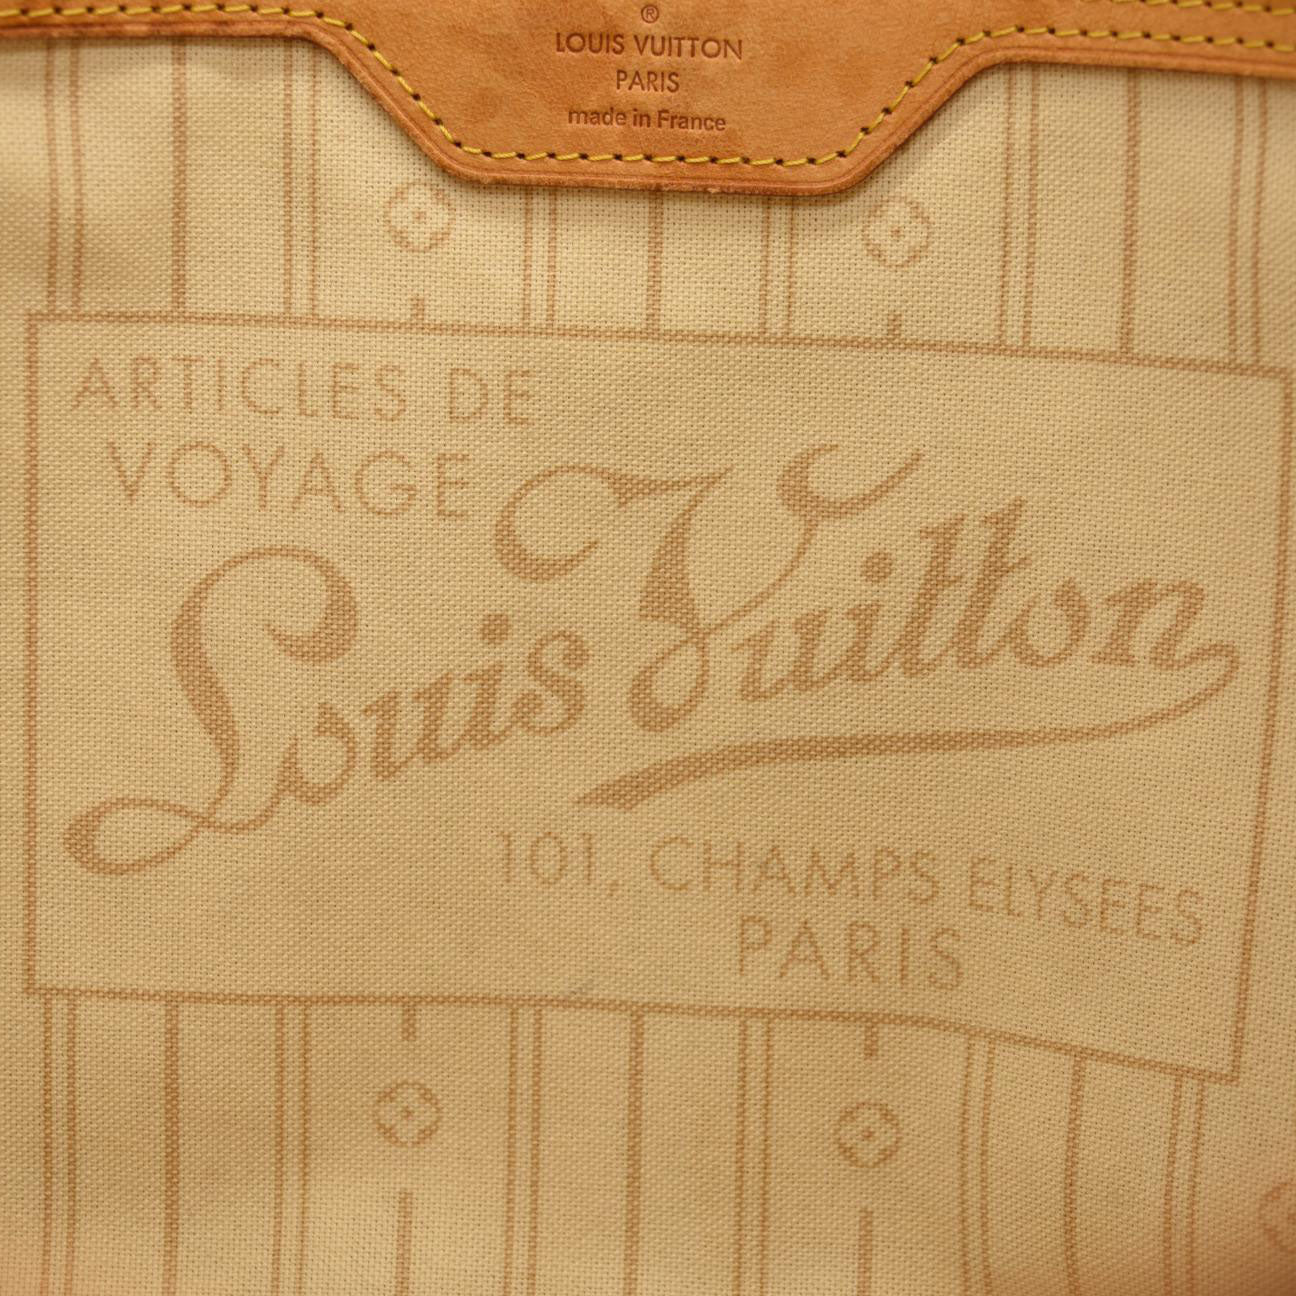 ®
LOUIS VUITTON
PARIS
made in France
ARTICLES DE
VOYAGE
Louis Vuitton
101, CHAMPS ELYSEES
PARIS